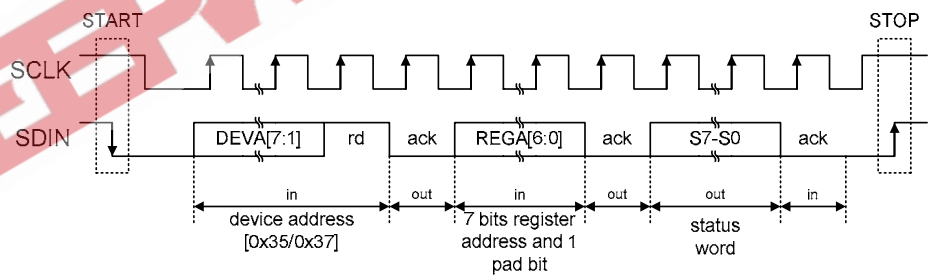 START STOP
SCLK
SDIN DEVA[7:1] rd ack REGA[6:0] ack S7-S0 ack
in out in out out in
device address
[0x35/0x37]
7 bits register
address and 1
pad bit
status
word